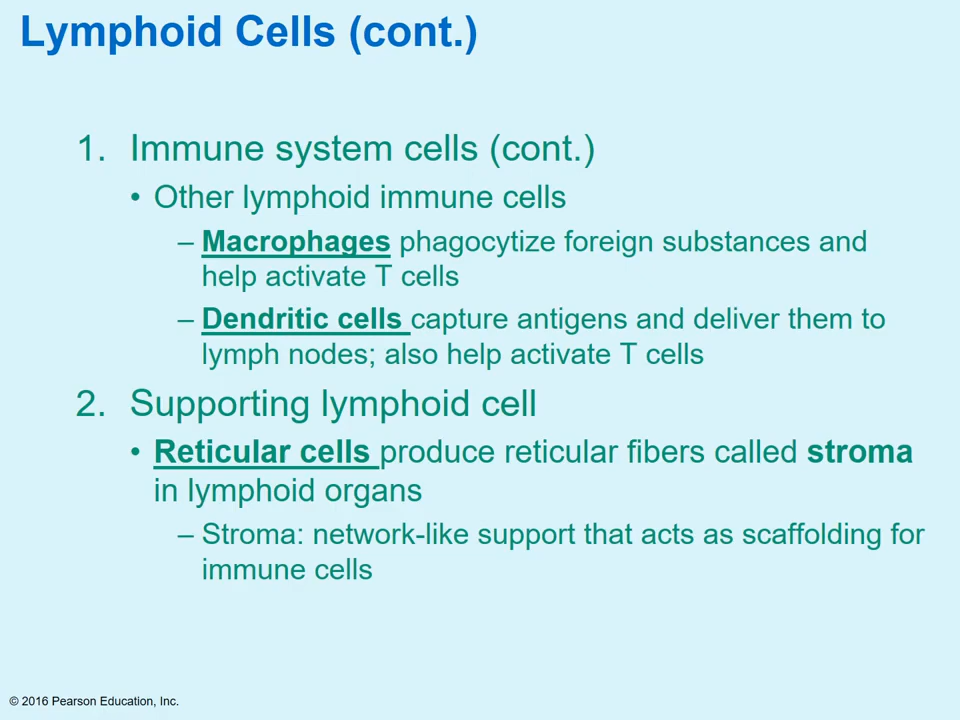 Lymphoid Cells (cont.)
1. Immune system cells (cont.)
• Other lymphoid immune cells
– Macrophages phagocytize foreign substances and
help activate T cells
– Dendritic cells capture antigens and deliver them to
lymph nodes; also help activate T cells
2. Supporting lymphoid cell
• Reticular cells produce reticular fibers called stroma
in lymphoid organs
– Stroma: network-like support that acts as scaffolding for
immune cells
© 2016 Pearson Education, Inc.